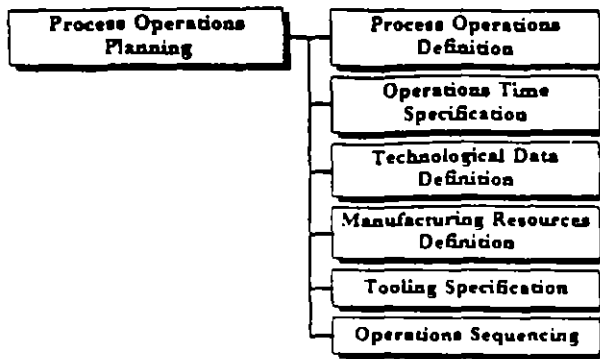 Process Operations
Planning
Process Operations
Definition
Operations Time
Specification
Technological Data
Definition
Manufacturing Resources
Definition
Tooling Specification
Operations Sequencing